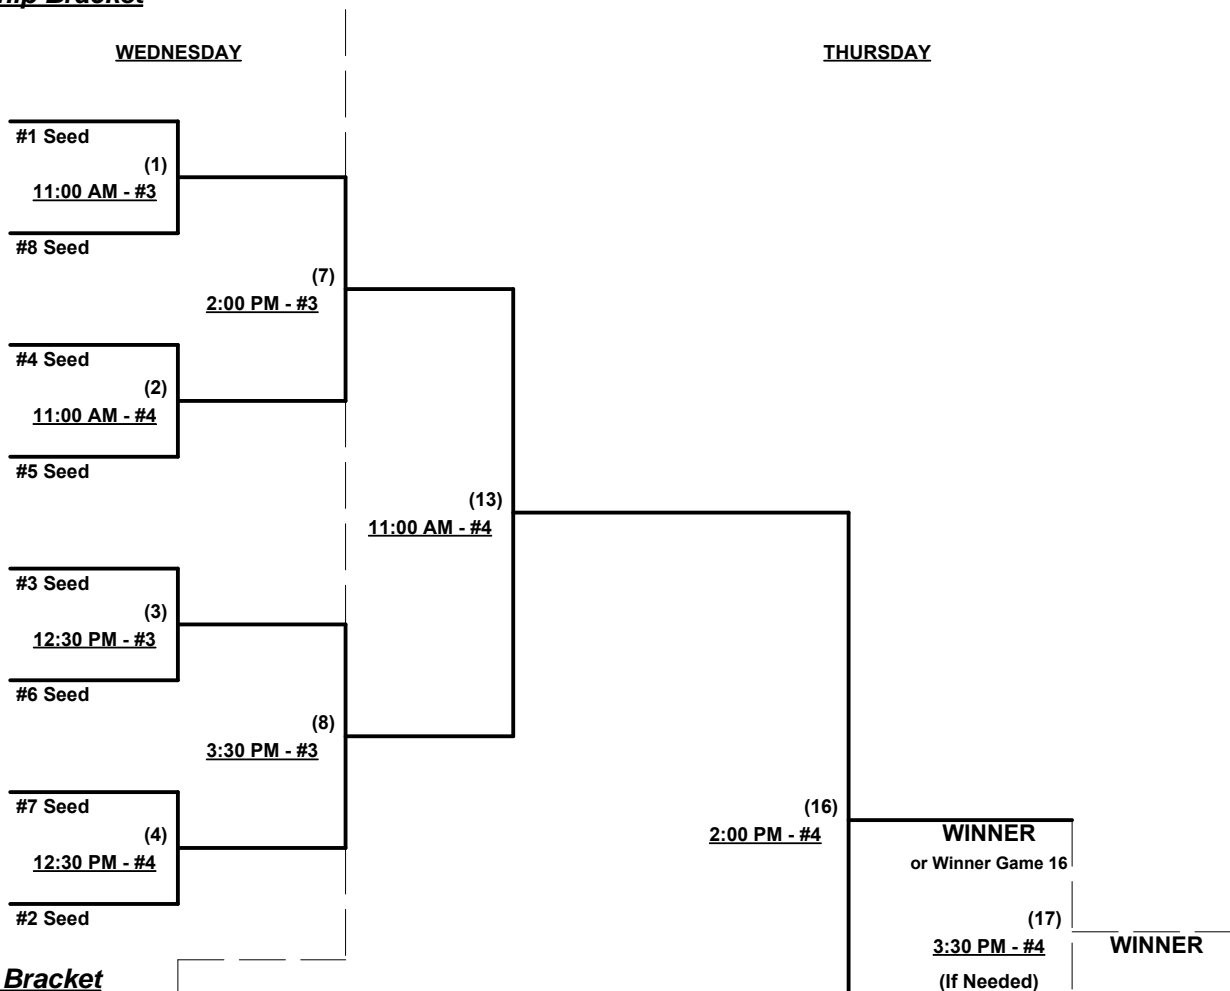 Bracket
WEDNESDAY
THURSDAY
#1 Seed
(1)
11:00 AM - #3
#8 Seed
(7)
2:00 PM - #3
#4 Seed
(2)
11:00 AM - #4
#5 Seed
(13)
11:00 AM - #4
#3 Seed
(3)
12:30 PM - #3
#6 Seed
(8)
3:30 PM - #3
#7 Seed
(4)
12:30 PM - #4
#2 Seed
(16)
2:00 PM - #4
WINNER
or Winner Game 16
(17)
3:30 PM - #4
(If Needed)
WINNER
Bracket